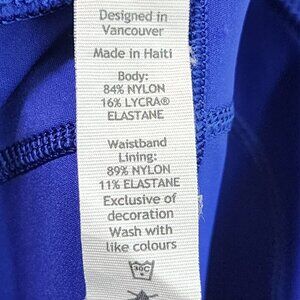 Designed in
Vancouver
Made in Haiti
Body:
84% NYLON
16% LYCRA®
ELASTANE
Waistband
Lining:
89% NYLON
11% ELASTANE
Exclusive of
decoration
Wash with
like colours
30C